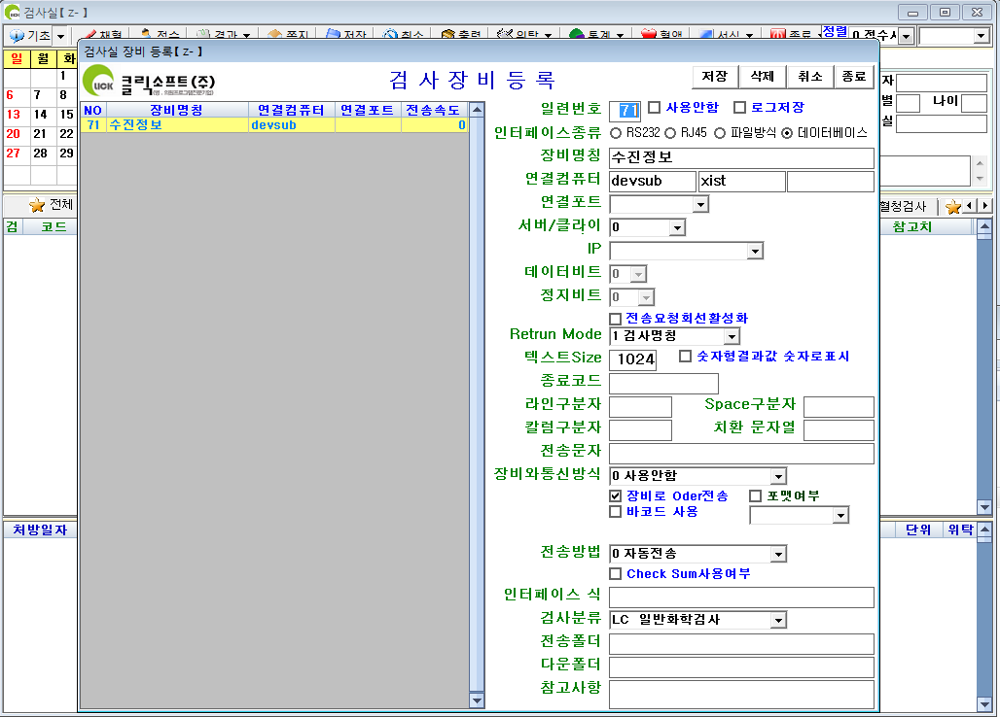 검사실【 z- 】
기초 채혈 접수 결과 쪽지 저장 취소 출력 위탁 통계 혈액 서식 종료 정렬 0 접수시
검사실 장비 등록【 z- 】
클릭소프트(주)
검 사 장 비 등 록
저장 삭제 취소 종료
NO 장비명칭 연결컴퓨터 연결포트 전송속도
71 수진정보 devsub 0
일련번호 71 사용안함 로그저장
인터페이스종류 RS232 RJ45 파일방식 데이터베이스
장비명칭 수진정보
연결컴퓨터 devsub xist
연결포트
서버/클라이
0
IP
데이터비트 0
정지비트 0
전송요청회선활성화
Retrun Mode 1 검사명칭
텍스트Size 1024 숫자형결과값 숫자로표시
종료코드
라인구분자 Space구분자
칼럼구분자 치환 문자열
전송문자
장비와통신방식 0 사용안함
장비로 Oder전송 포맷여부
바코드 사용
전송방법 0 자동전송
Check Sum사용여부
인터페이스 식
검사분류 LC 일반화학검사
전송폴더
다운폴더
참고사항
일 월 화
1
6 7 8
13 14 15
20 21 22
27 28 29
전체
검 코드
처방일자
자
별 나이
실
혈청검사
참고치
단위 위탁